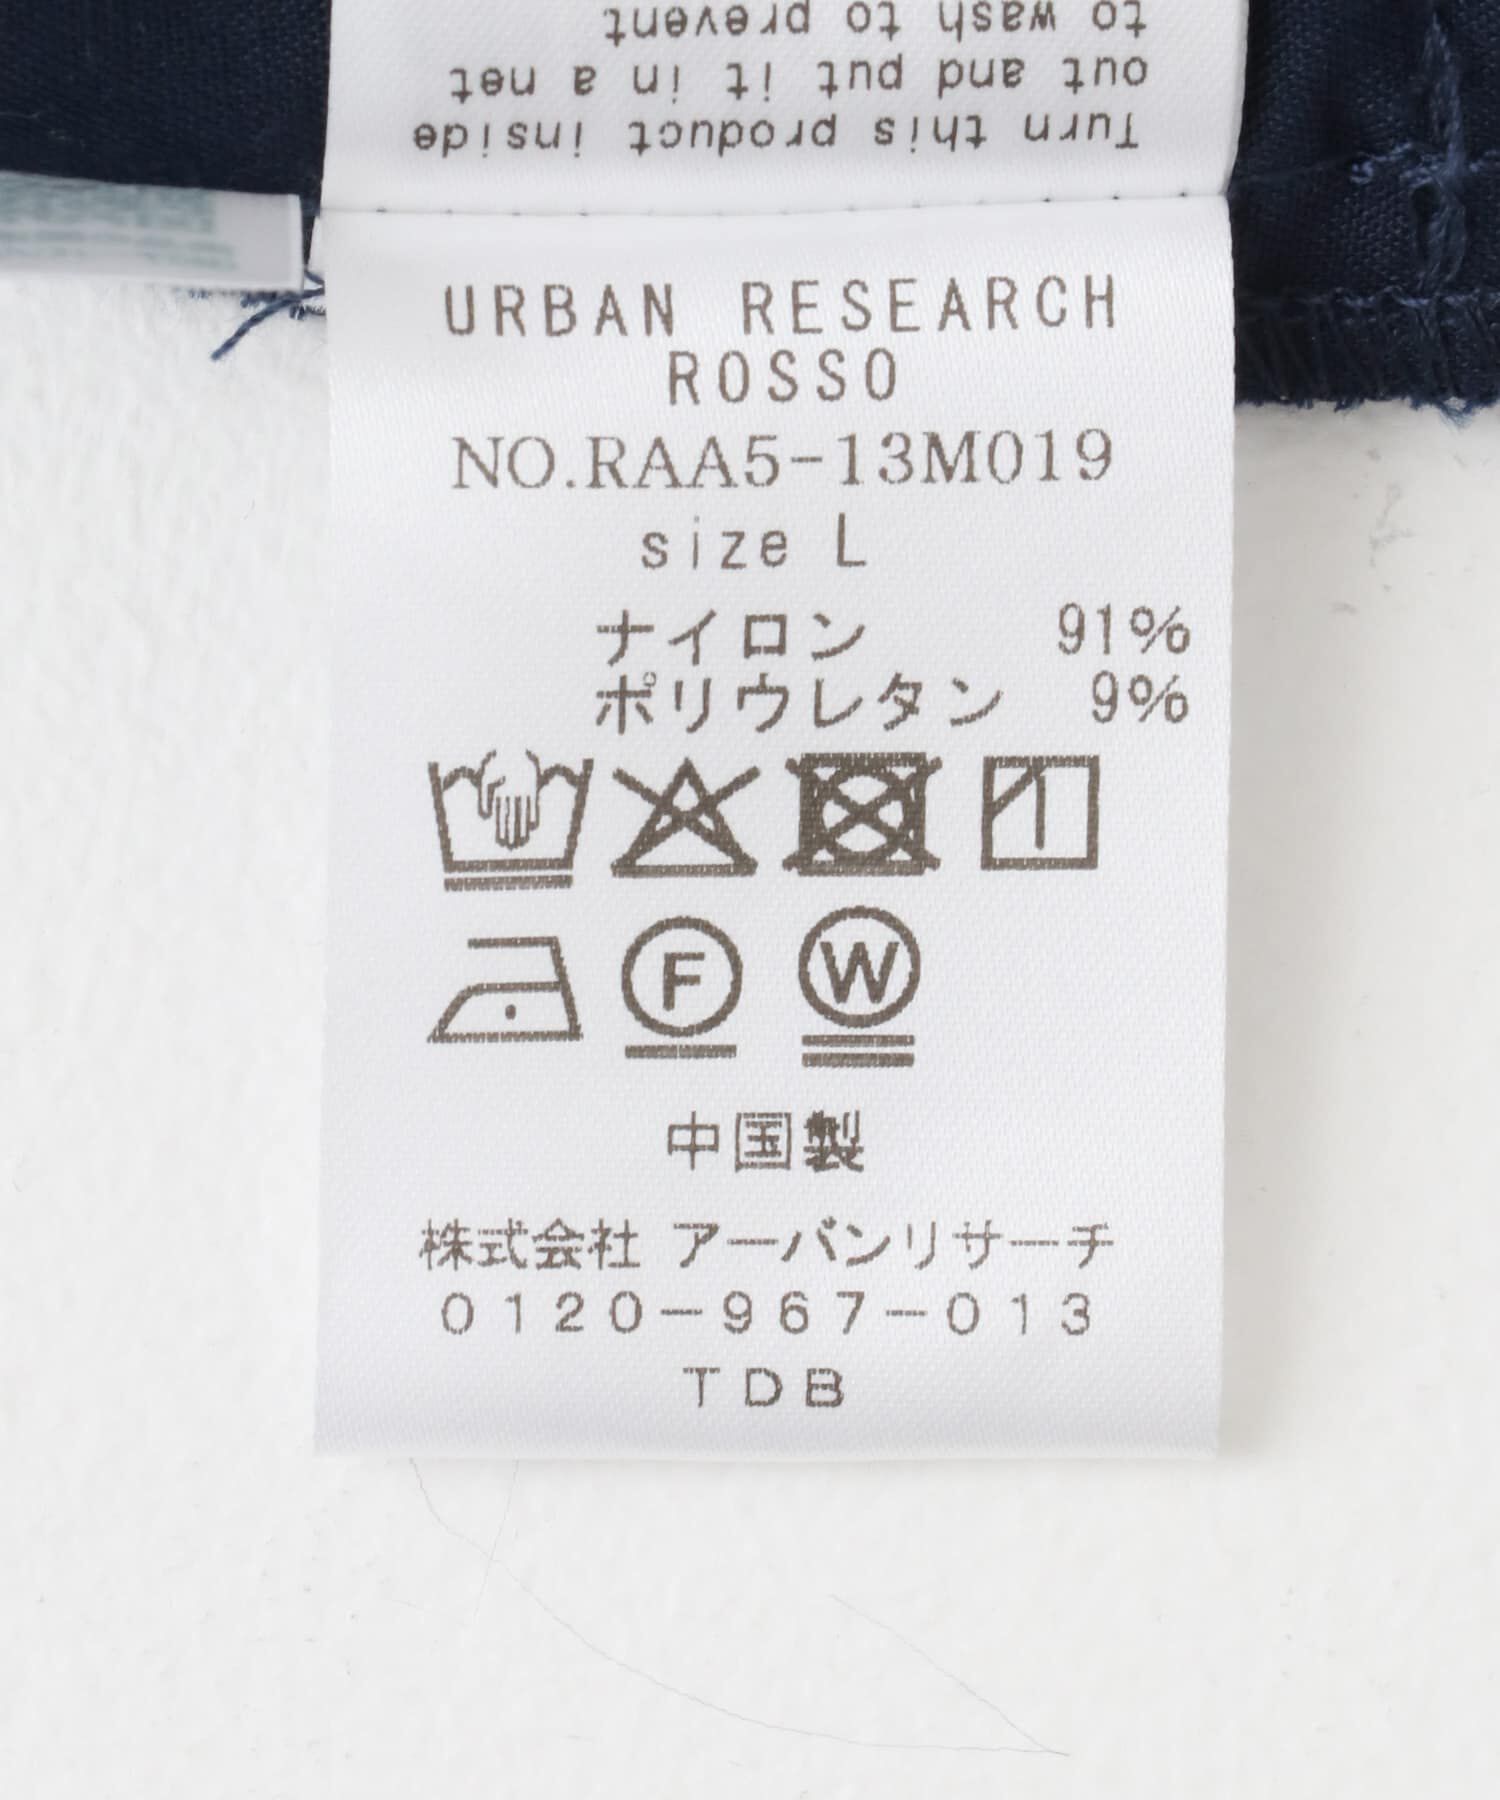 Turn this product inside
out and put it in a net
to wash to prevent
URBAN RESEARCH
ROSSO
NO.RAA5-13M019
size L
ナイロン 91%
ポリウレタン 9%
F
W
中国製
株式会社 アーバンリサーチ
0120-967-013
TDB